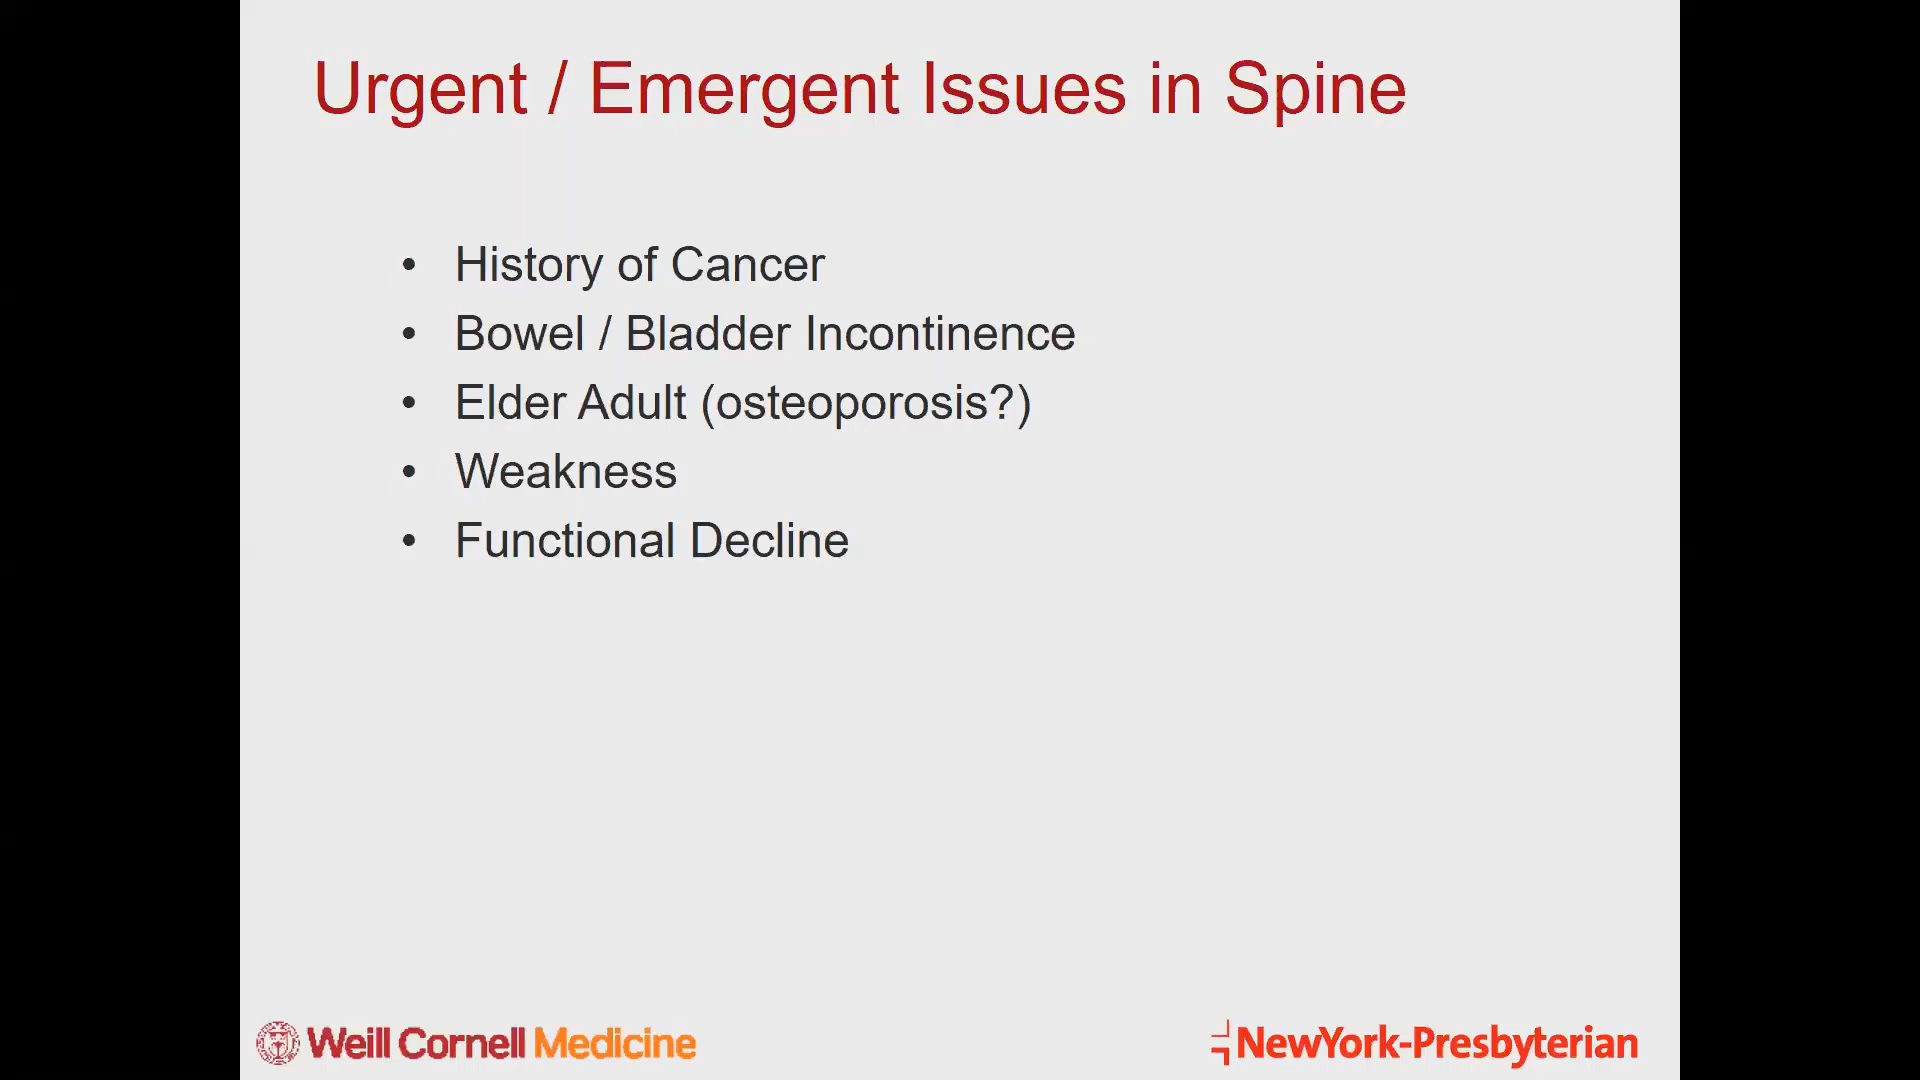 Urgent / Emergent Issues in Spine
• History of Cancer
• Bowel / Bladder Incontinence
• Elder Adult (osteoporosis?)
• Weakness
• Functional Decline
Weill Cornell Medicine
NewYork-Presbyterian